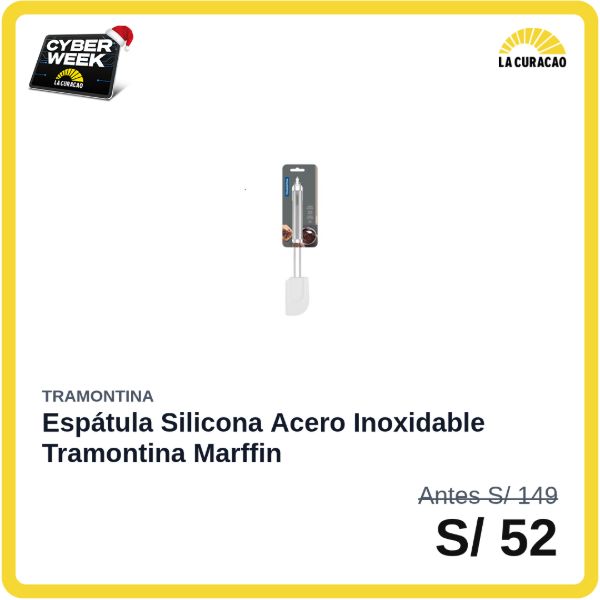 CYBER
WEEK
LA CURACAO
LA CURACAO
TRAMONTINA
Espátula Silicona Acero Inoxidable
Tramontina Marffin
Antes S/ 149
S/ 52